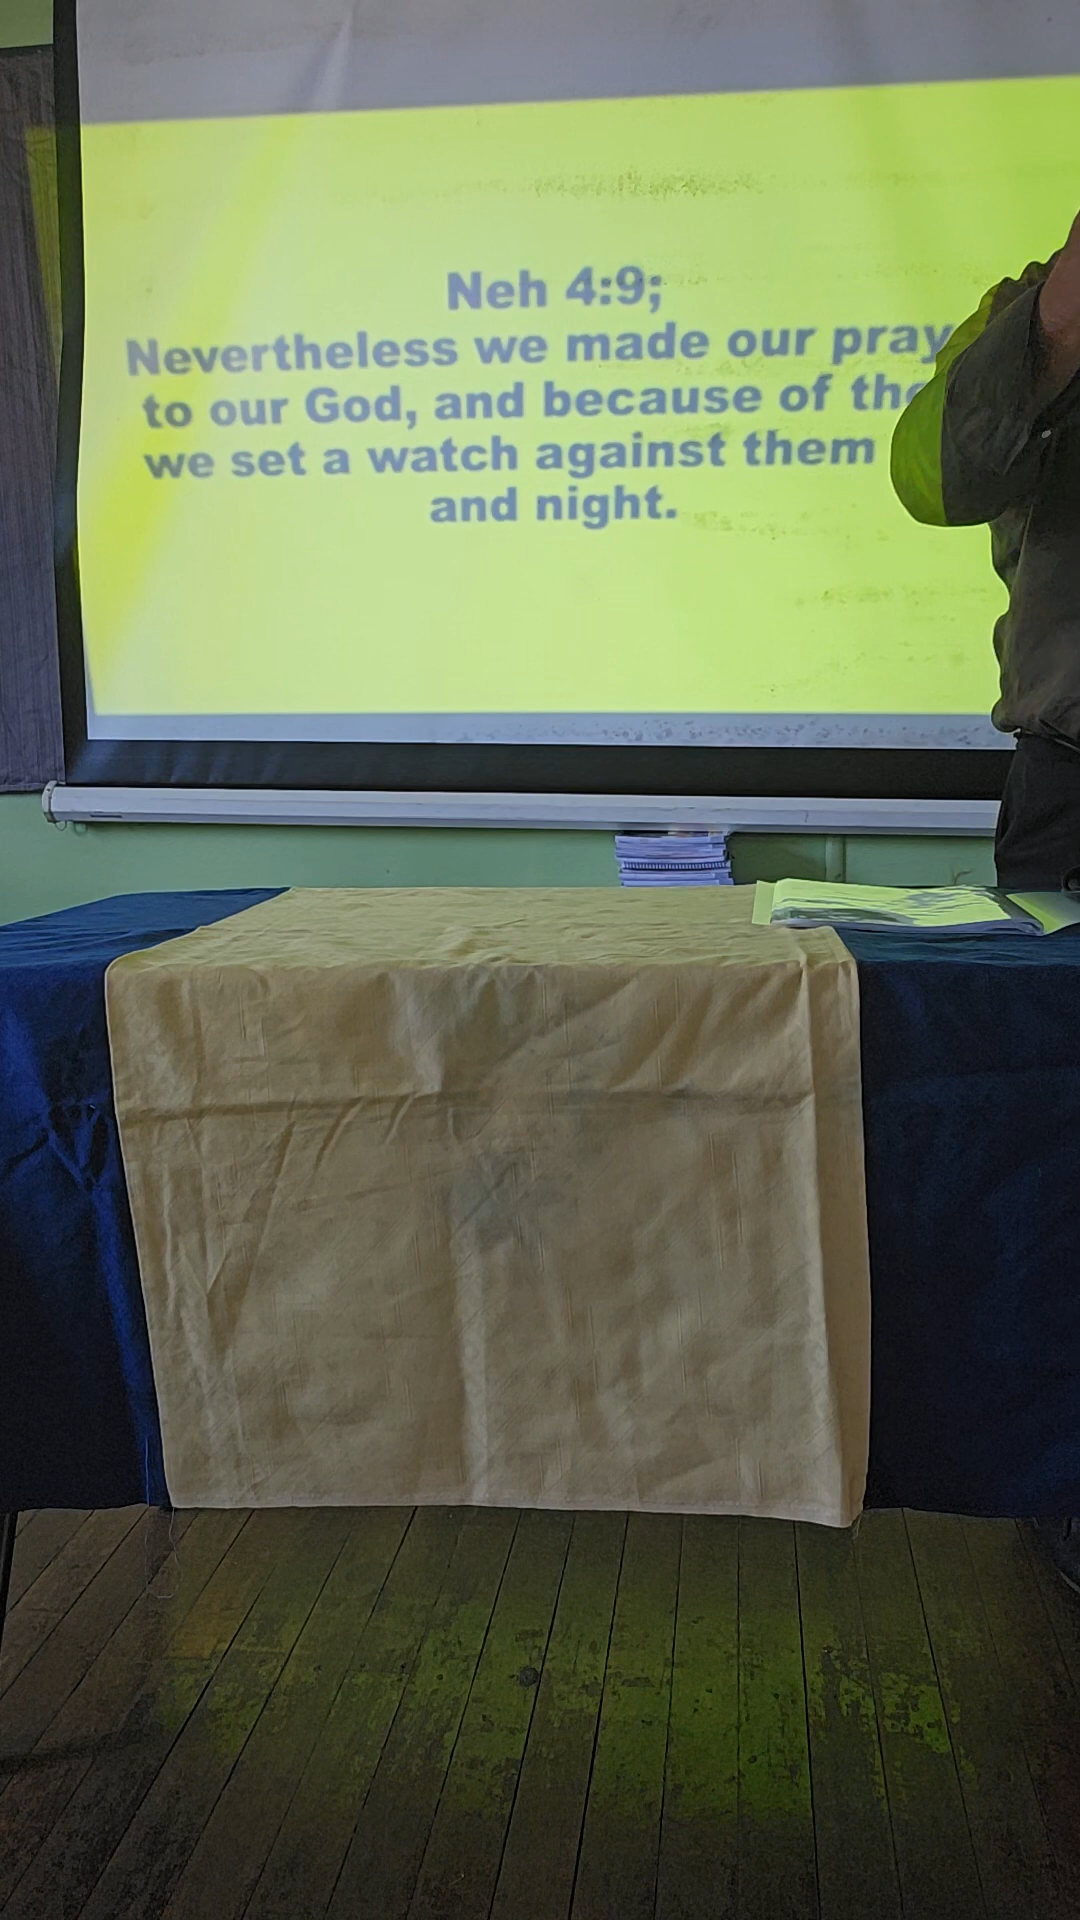 Neh 4:9;
Nevertheless we made our pray
to our God, and because of the
we set a watch against them
and night.